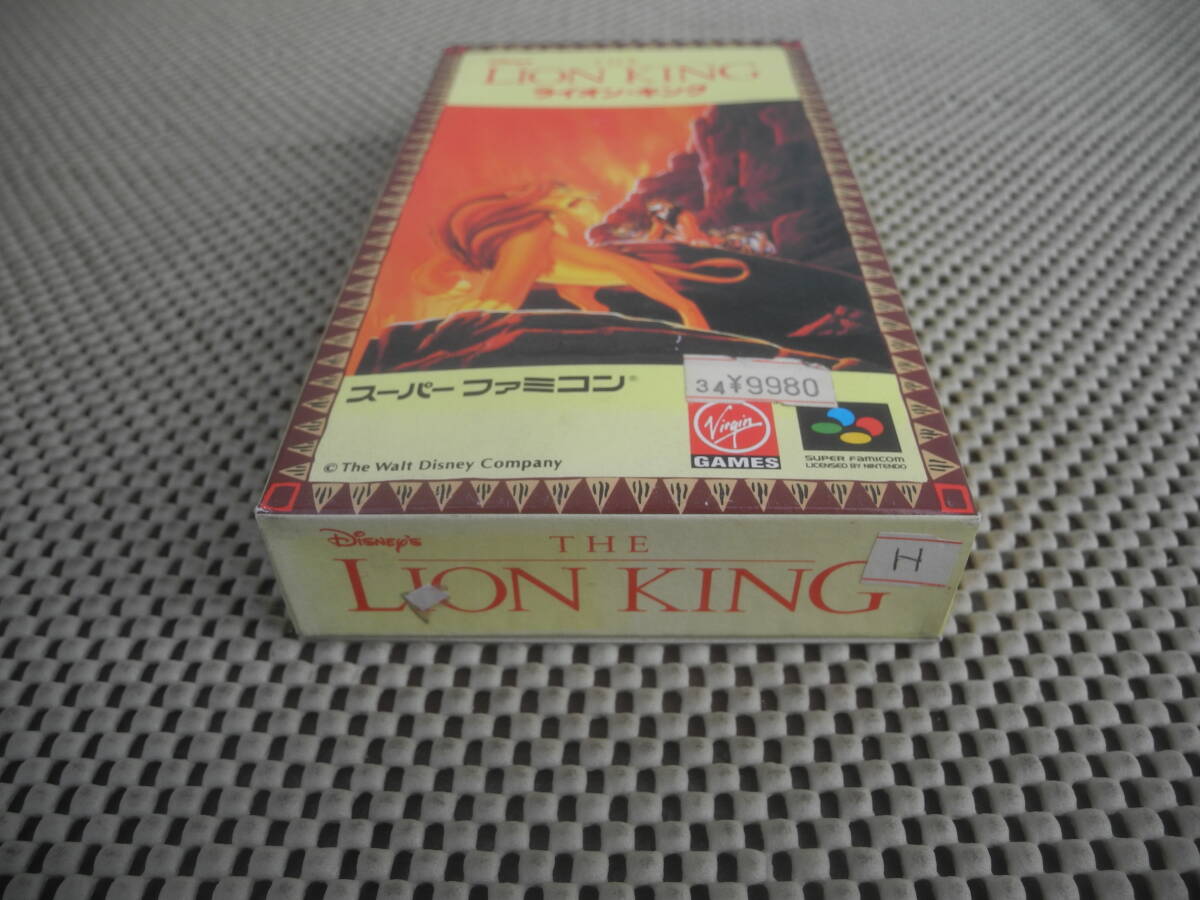 THE
LION KING
ライオン・キング
スーパーファミコン®
34¥9980
Virgin
GAMES
SUPER FAMICOM
LICENSED BY NINTENDO
© The Walt Disney Company
DISNEY'S
THE
LION KING
H